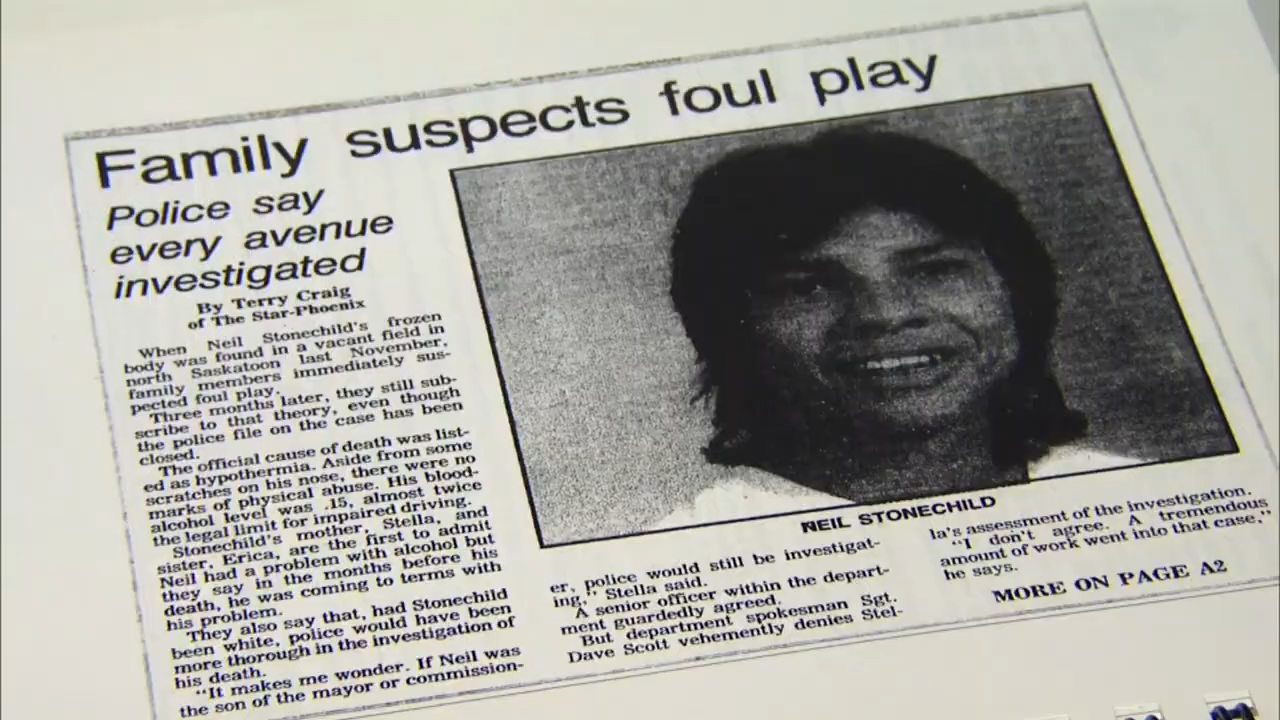 Family suspects foul play
Police say
every avenue
investigated
By Terry Craig
of The Star-Phoenix
When Neil Stonechild's frozen
body was found in a vacant field in
north Saskatoon last November,
family members immediately sus-
pected foul play.
Three months later, they still sub-
scribe to that theory, even though
the police file on the case has been
closed.
The official cause of death was list-
ed as hypothermia. Aside from some
scratches on his nose, there were no
marks of physical abuse. His blood-
alcohol level was .15, almost twice
the legal limit for impaired driving.
Stonechild's mother, Stella, and
sister, Erica, are the first to admit
Neil had a problem with alcohol but
they say in the months before his
death, he was coming to terms with
his problem.
They also say that, had Stonechild
been white, police would have been
more thorough in the investigation of
his death.
"It makes me wonder. If Neil was
the son of the mayor or commission-
NEIL STONECHILD
er, police would still be investigat-
ing," Stella said.
A senior officer within the depart-
ment guardedly agreed.
But department spokesman Sgt.
Dave Scott vehemently denies Stel-
la's assessment of the investigation.
"I don't agree. A tremendous
amount of work went into that case,"
he says.
MORE ON PAGE A2